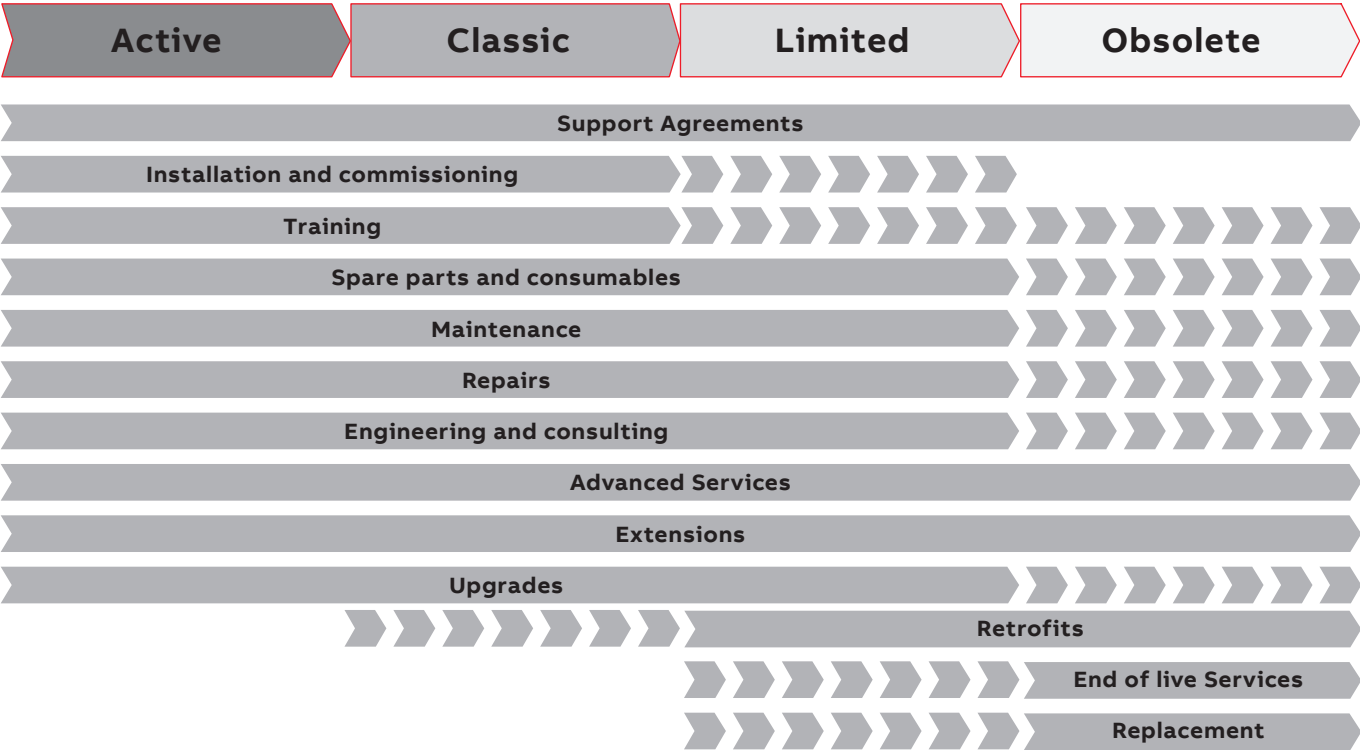 Active
Classic
Limited
Obsolete
Support Agreements
Installation and commissioning
Training
Spare parts and consumables
Maintenance
Repairs
Engineering and consulting
Advanced Services
Extensions
Upgrades
Retrofits
End of live Services
Replacement